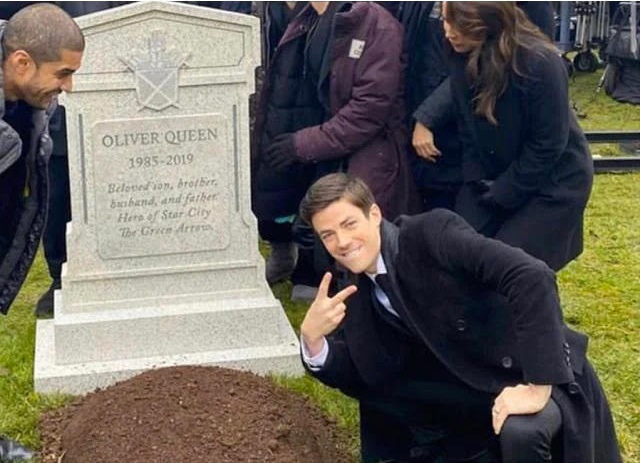 OLIVER QUEEN
1985-2019
Beloved son, brother,
husband, and father.
Hero of Star City
The Green Arrow.